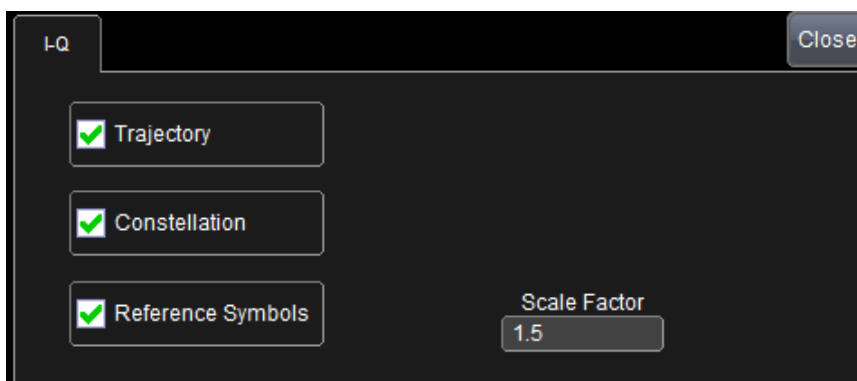 I-Q
Close
Trajectory
Constellation
Reference Symbols
Scale Factor
1.5